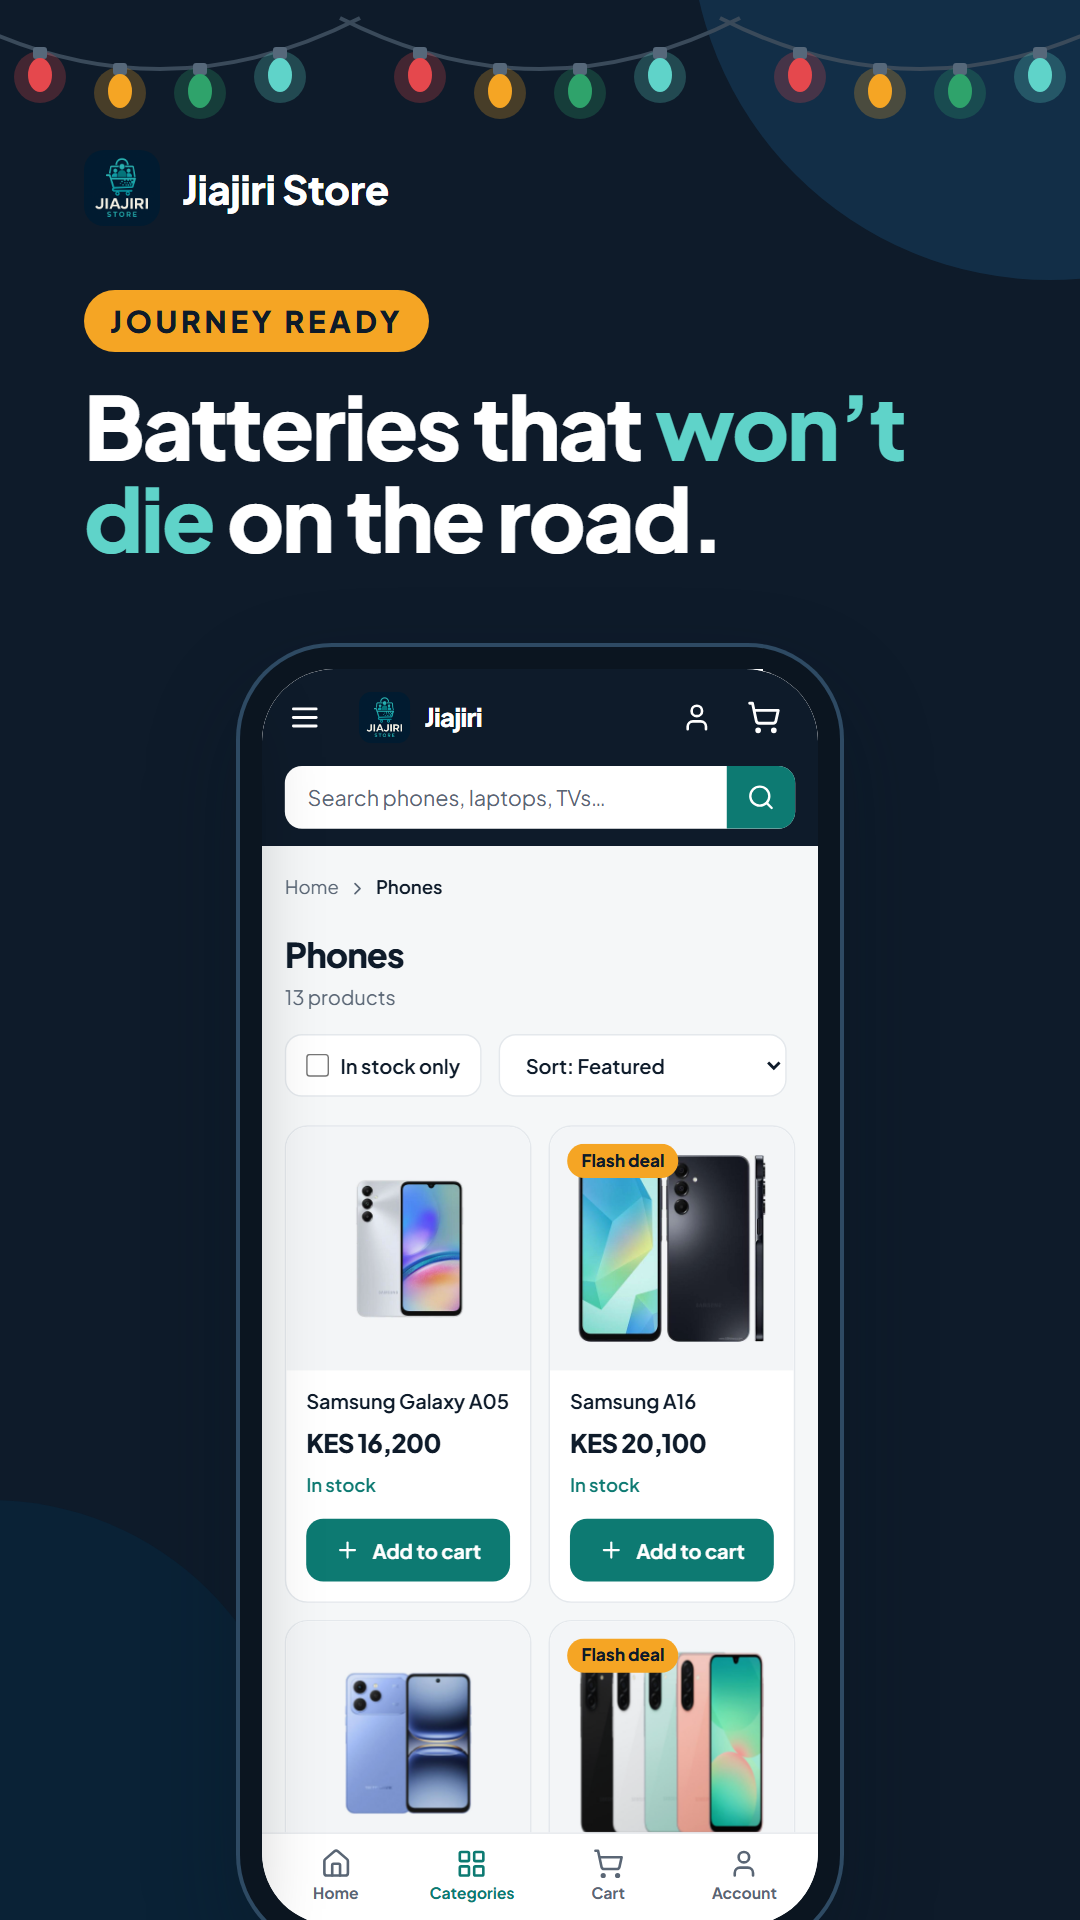 JIAJIRI
STORE
Jiajiri Store
JOURNEY READY
Batteries that won’t
die on the road.
JIAJIRI
STORE
Jiajiri
Search phones, laptops, TVs...
Home > Phones
Phones
13 products
In stock only
Sort: Featured
Flash deal
Samsung Galaxy A05
KES 16,200
In stock
+ Add to cart
Samsung A16
KES 20,100
In stock
+ Add to cart
Flash deal
Home
Categories
Cart
Account